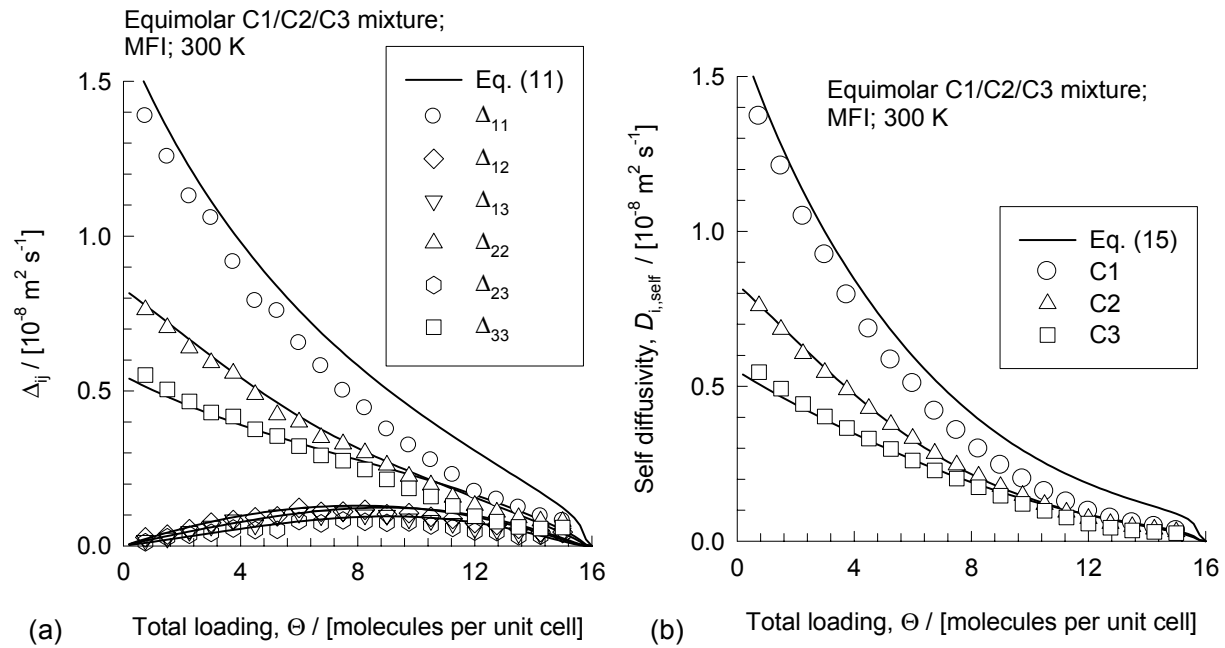 Equimolar C1/C2/C3 mixture;
MFI; 300 K
1.5
1.0
0.5
0.0
Δij / [10-8 m2 s-1]
Eq. (11)
Δ11
Δ12
Δ13
Δ22
Δ23
Δ33
0 4 8 12 16
(a) Total loading, Θ / [molecules per unit cell]
Equimolar C1/C2/C3 mixture;
MFI; 300 K
1.5
1.0
0.5
0.0
Self diffusivity, Di,,self / [10-8 m2 s-1]
Eq. (15)
C1
C2
C3
0 4 8 12 16
(b) Total loading, Θ / [molecules per unit cell]